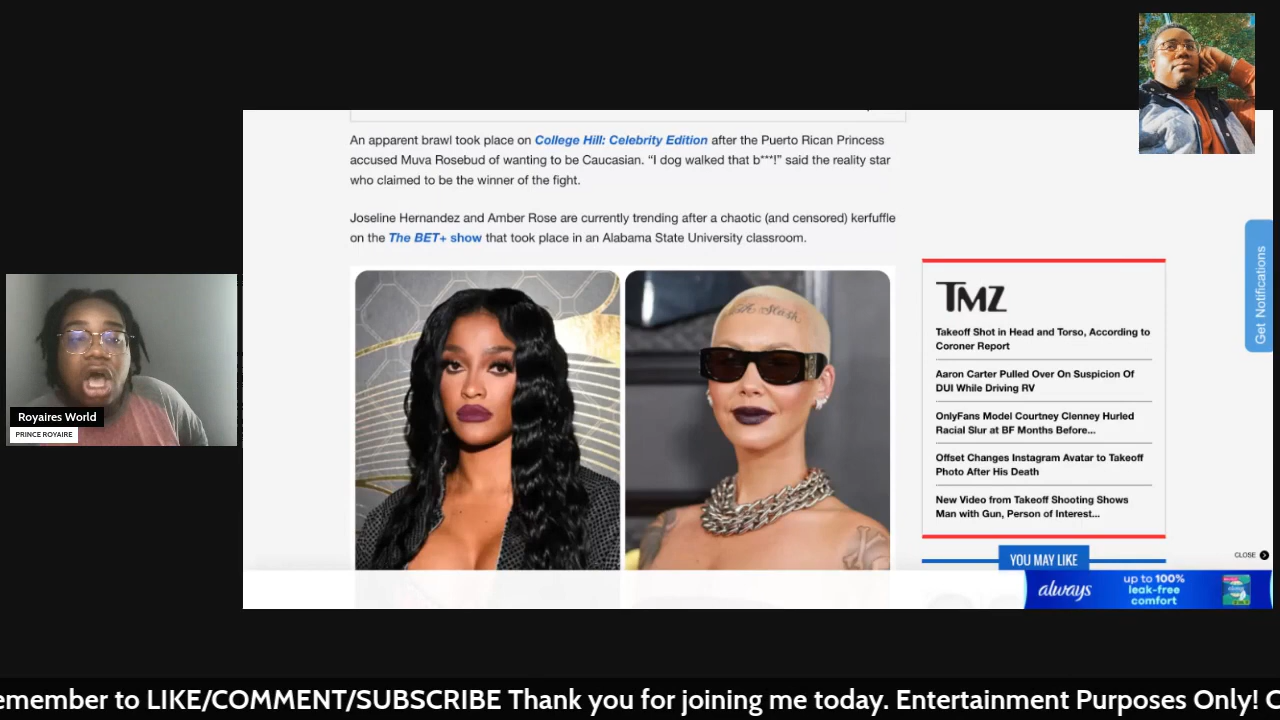 An apparent brawl took place on College Hill: Celebrity Edition after the Puerto Rican Princess
accused Muva Rosebud of wanting to be Caucasian. “I dog walked that b***!” said the reality star
who claimed to be the winner of the fight.
Joseline Hernandez and Amber Rose are currently trending after a chaotic (and censored) kerfuffle
on the The BET+ show that took place in an Alabama State University classroom.
Get Notifications
TMZ
Takeoff Shot in Head and Torso, According to
Coroner Report
Aaron Carter Pulled Over On Suspicion Of
DUI While Driving RV
OnlyFans Model Courtney Clenney Hurled
Racial Slur at BF Months Before...
Offset Changes Instagram Avatar to Takeoff
Photo After His Death
New Video from Takeoff Shooting Shows
Man with Gun, Person of Interest...
YOU MAY LIKE
CLOSE
always
up to 100%
leak-free
comfort
Royaires World
PRINCE ROYAIRE
emember to LIKE/COMMENT/SUBSCRIBE Thank you for joining me today. Entertainment Purposes Only!